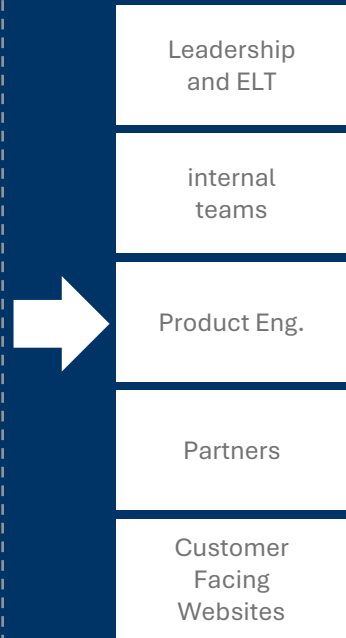 Leadership
and ELT
internal
teams
Product Eng.
Partners
Customer
Facing
Websites